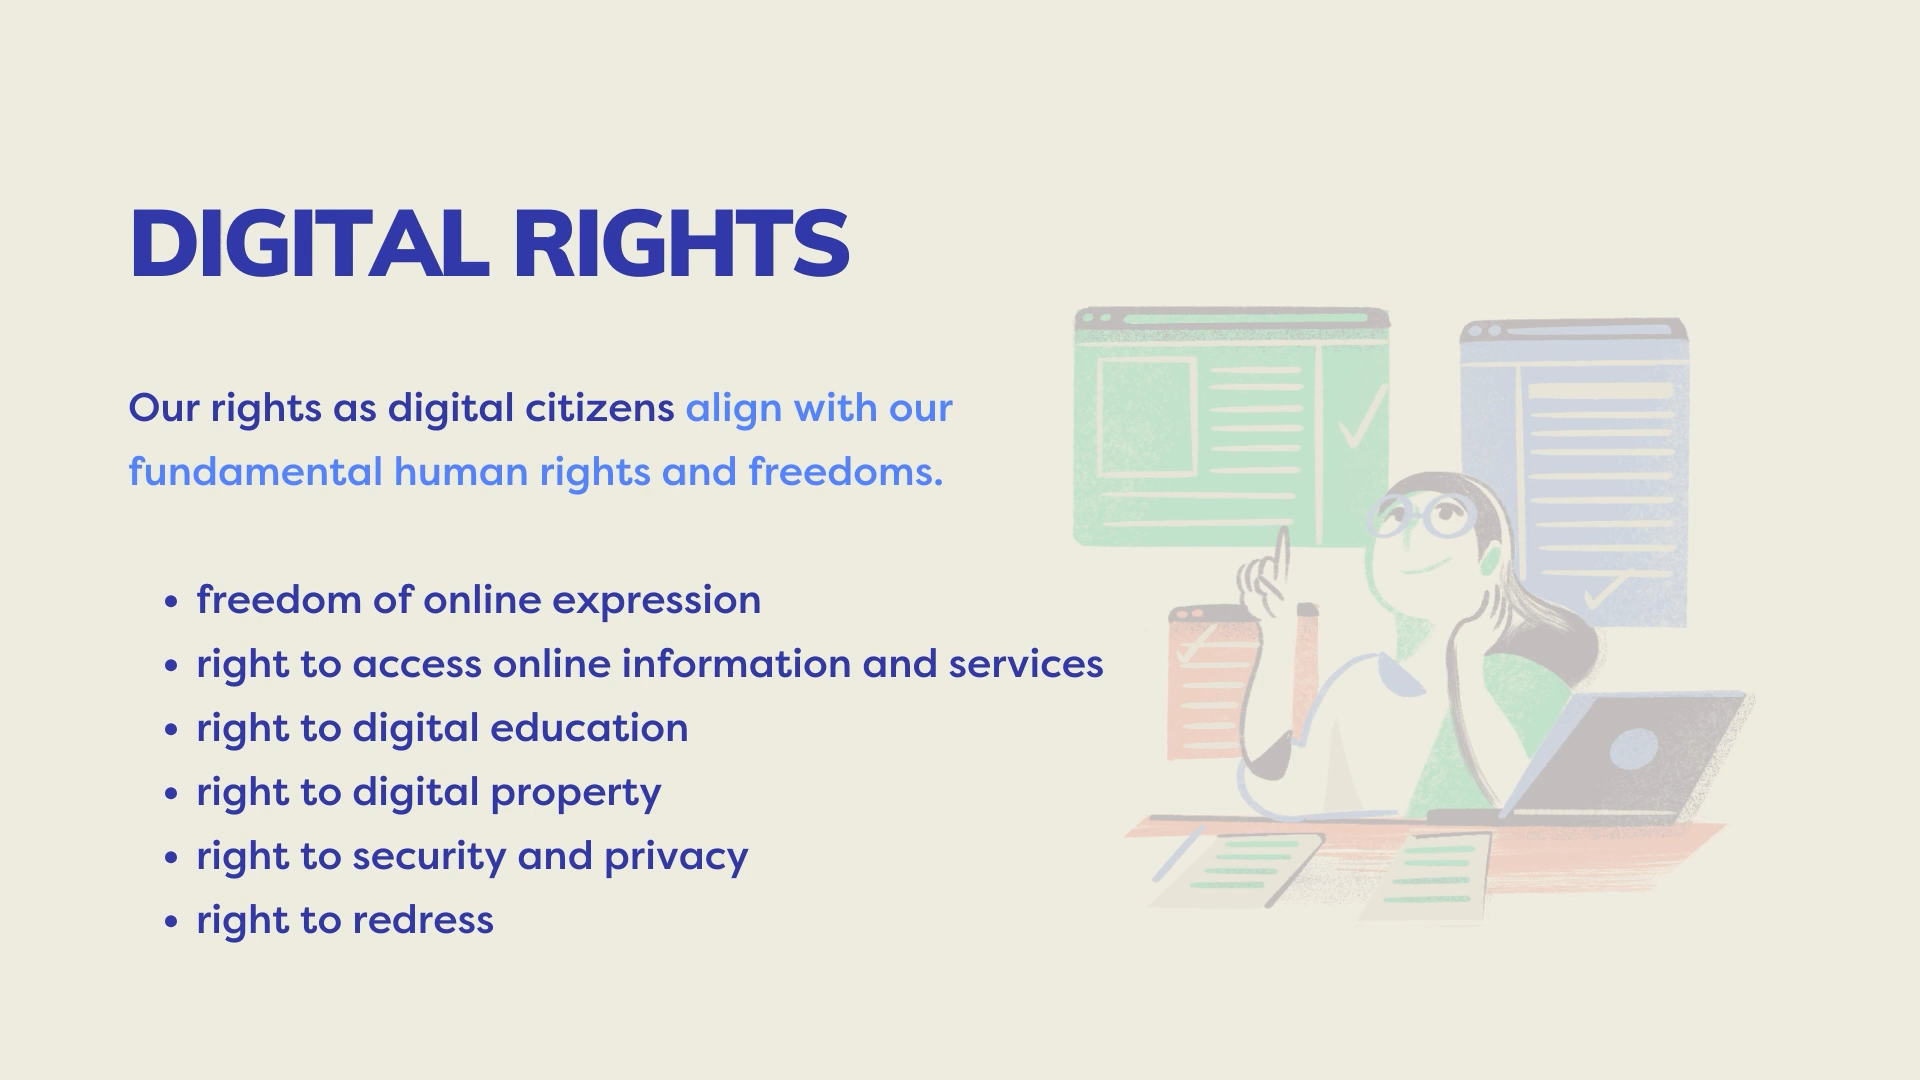 DIGITAL RIGHTS
Our rights as digital citizens align with our
fundamental human rights and freedoms.
• freedom of online expression
• right to access online information and services
• right to digital education
• right to digital property
• right to security and privacy
• right to redress